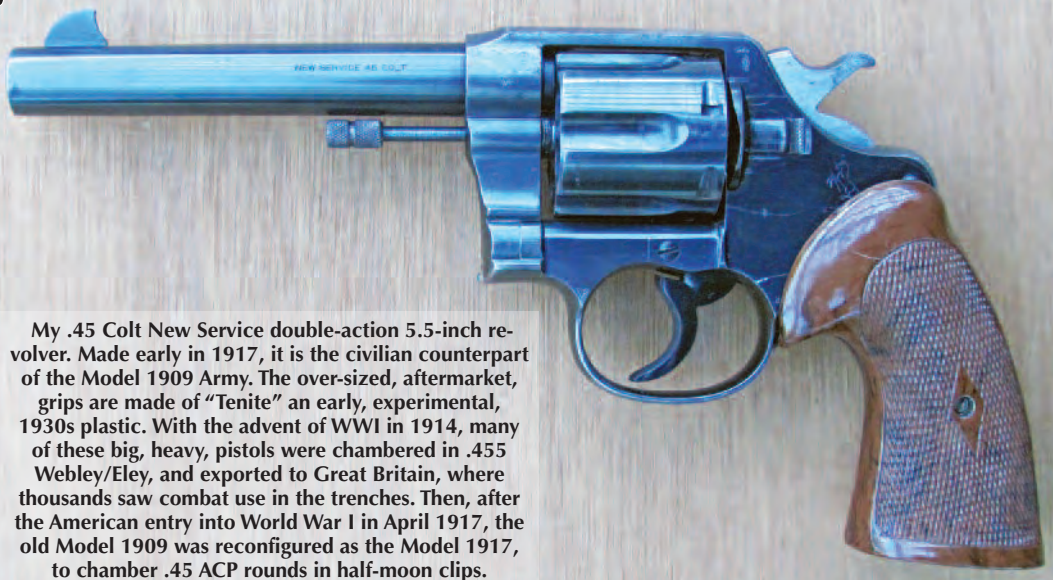 NEW SERVICE 45 COLT
My .45 Colt New Service double-action 5.5-inch re-
volver. Made early in 1917, it is the civilian counterpart
of the Model 1909 Army. The over-sized, aftermarket,
grips are made of “Tenite” an early, experimental,
1930s plastic. With the advent of WWI in 1914, many
of these big, heavy, pistols were chambered in .455
Webley/Eley, and exported to Great Britain, where
thousands saw combat use in the trenches. Then, after
the American entry into World War I in April 1917, the
old Model 1909 was reconfigured as the Model 1917,
to chamber .45 ACP rounds in half-moon clips.